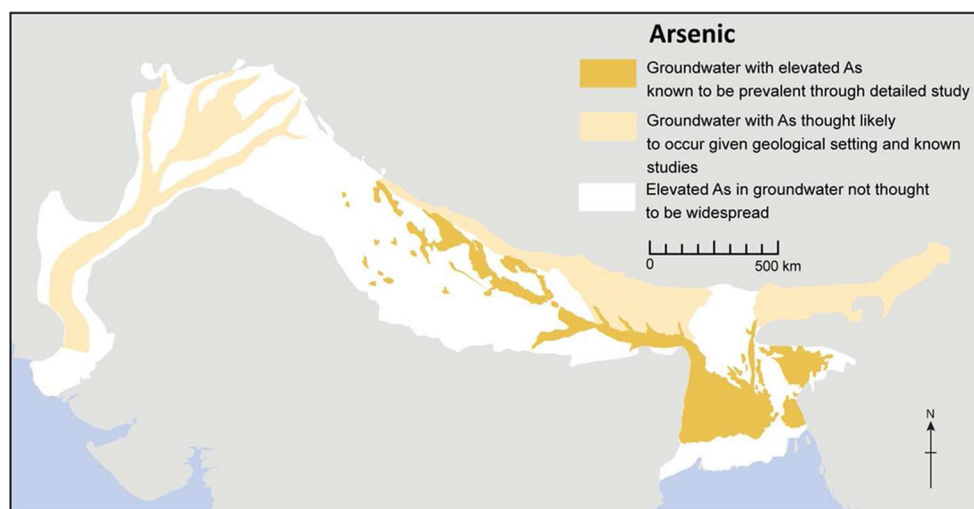 Arsenic
Groundwater with elevated As
known to be prevalent through detailed study
Groundwater with As thought likely
to occur given geological setting and known
studies
Elevated As in groundwater not thought
to be widespread
0 500 km
N